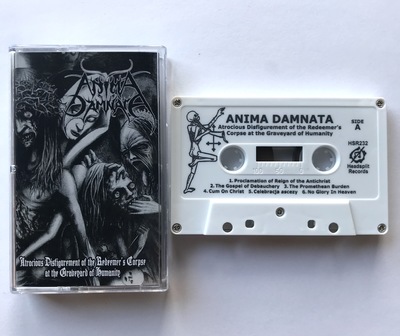 ANIMA
DAMNATA
Atrocious Disfigurement of the Redeemer's Corpse
at the Graveyard of Humanity
ANIMA DAMNATA
Atrocious Disfigurement of the Redeemer's
Corpse at the Graveyard of Humanity
SIDE
A
HSR232
Headsplit
Records
1.Proclamation of Reign of the Antichrist
2.The Gospel of Debauchery 3.The Promethean Burden
4.Cum On Christ 5.Celebracja ascezy 6.No Glory In Heaven